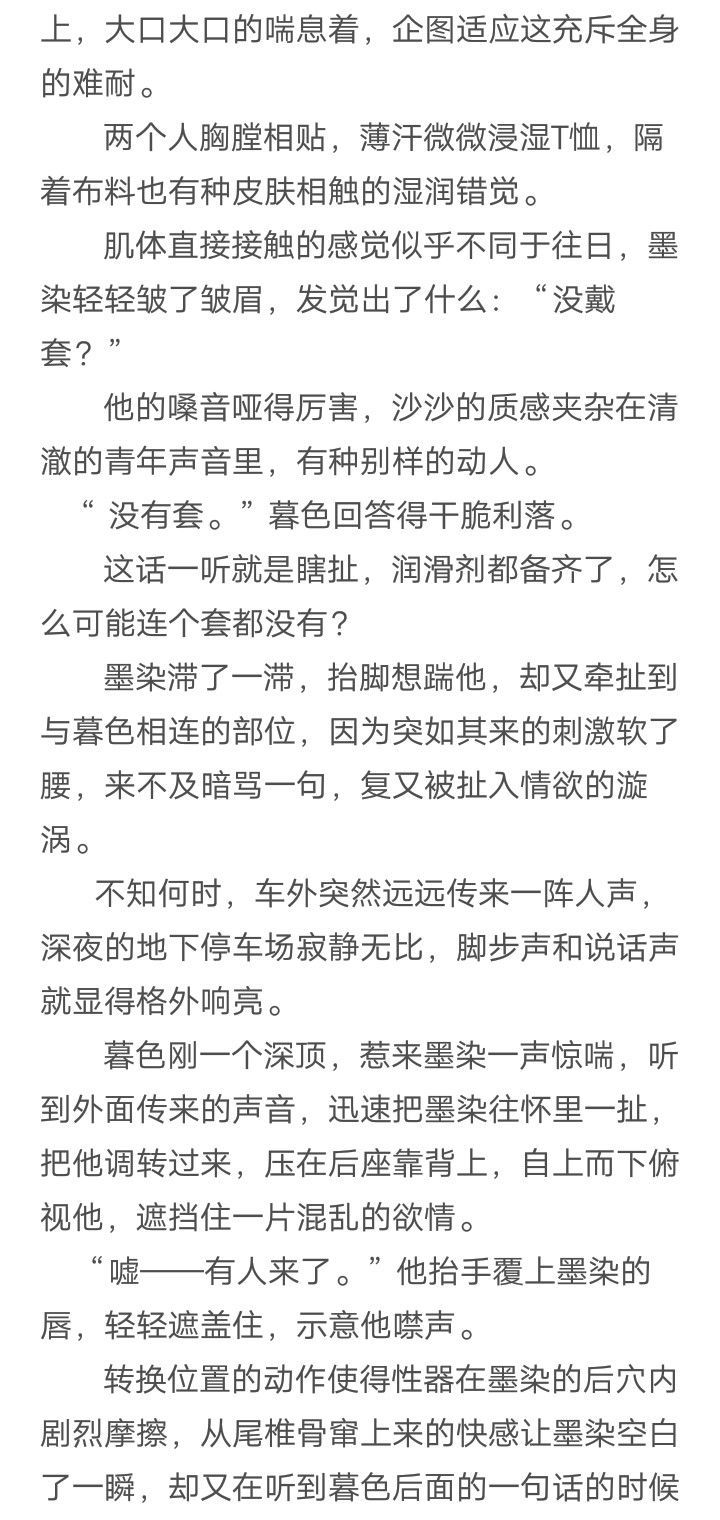 上，大口大口的喘息着，企图适应这充斥全身
的难耐。
两个人胸膛相贴，薄汗微微浸湿T恤，隔
着布料也有种皮肤相触的湿润错觉。
肌体直接接触的感觉似乎不同于往日，墨
染轻轻皱了皱眉，发觉出了什么：“没戴
套？”
他的嗓音哑得厉害，沙沙的质感夹杂在清
澈的青年声音里，有种别样的动人。
“ 没有套。”暮色回答得干脆利落。
这话一听就是瞎扯，润滑剂都备齐了，怎
么可能连个套都没有？
墨染滞了一滞，抬脚想踹他，却又牵扯到
与暮色相连的部位，因为突如其来的刺激软了
腰，来不及暗骂一句，复又被扯入情欲的漩
涡。
不知何时，车外突然远远传来一阵人声，
深夜的地下停车场寂静无比，脚步声和说话声
就显得格外响亮。
暮色刚一个深顶，惹来墨染一声惊喘，听
到外面传来的声音，迅速把墨染往怀里一扯，
把他调转过来，压在后座靠背上，自上而下俯
视他，遮挡住一片混乱的欲情。
“嘘——有人来了。”他抬手覆上墨染的
唇，轻轻遮盖住，示意他噤声。
转换位置的动作使得性器在墨染的后穴内
剧烈摩擦，从尾椎骨窜上来的快感让墨染空白
了一瞬，却又在听到暮色后面的一句话的时候